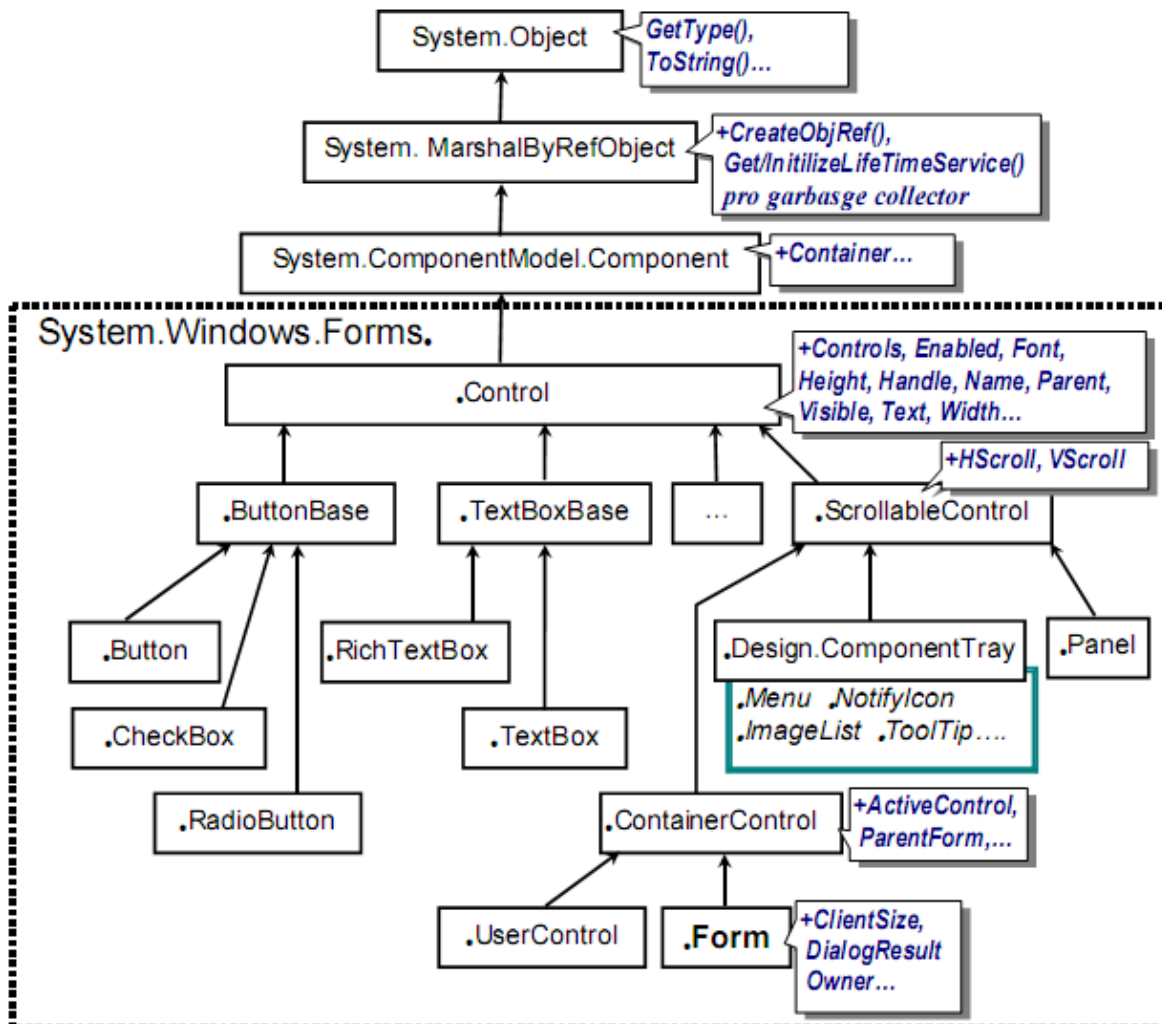 System.Object
GetType(),
ToString()...
System. MarshalByRefObject
+CreateObjRef(),
Get/InitilizeLifeTimeService()
pro garbasge collector
System.ComponentModel.Component
+Container...
System.Windows.Forms.
.Control
+Controls, Enabled, Font,
Height, Handle, Name, Parent,
Visible, Text, Width...
+HScroll, VScroll
.ButtonBase
.TextBoxBase
...
.ScrollableControl
.Button
.RichTextBox
.Design.ComponentTray
.Panel
.Menu .NotifyIcon
.ImageList .ToolTip....
.CheckBox
.TextBox
.RadioButton
.ContainerControl
+ActiveControl,
ParentForm,...
.UserControl
.Form
+ClientSize,
DialogResult
Owner...